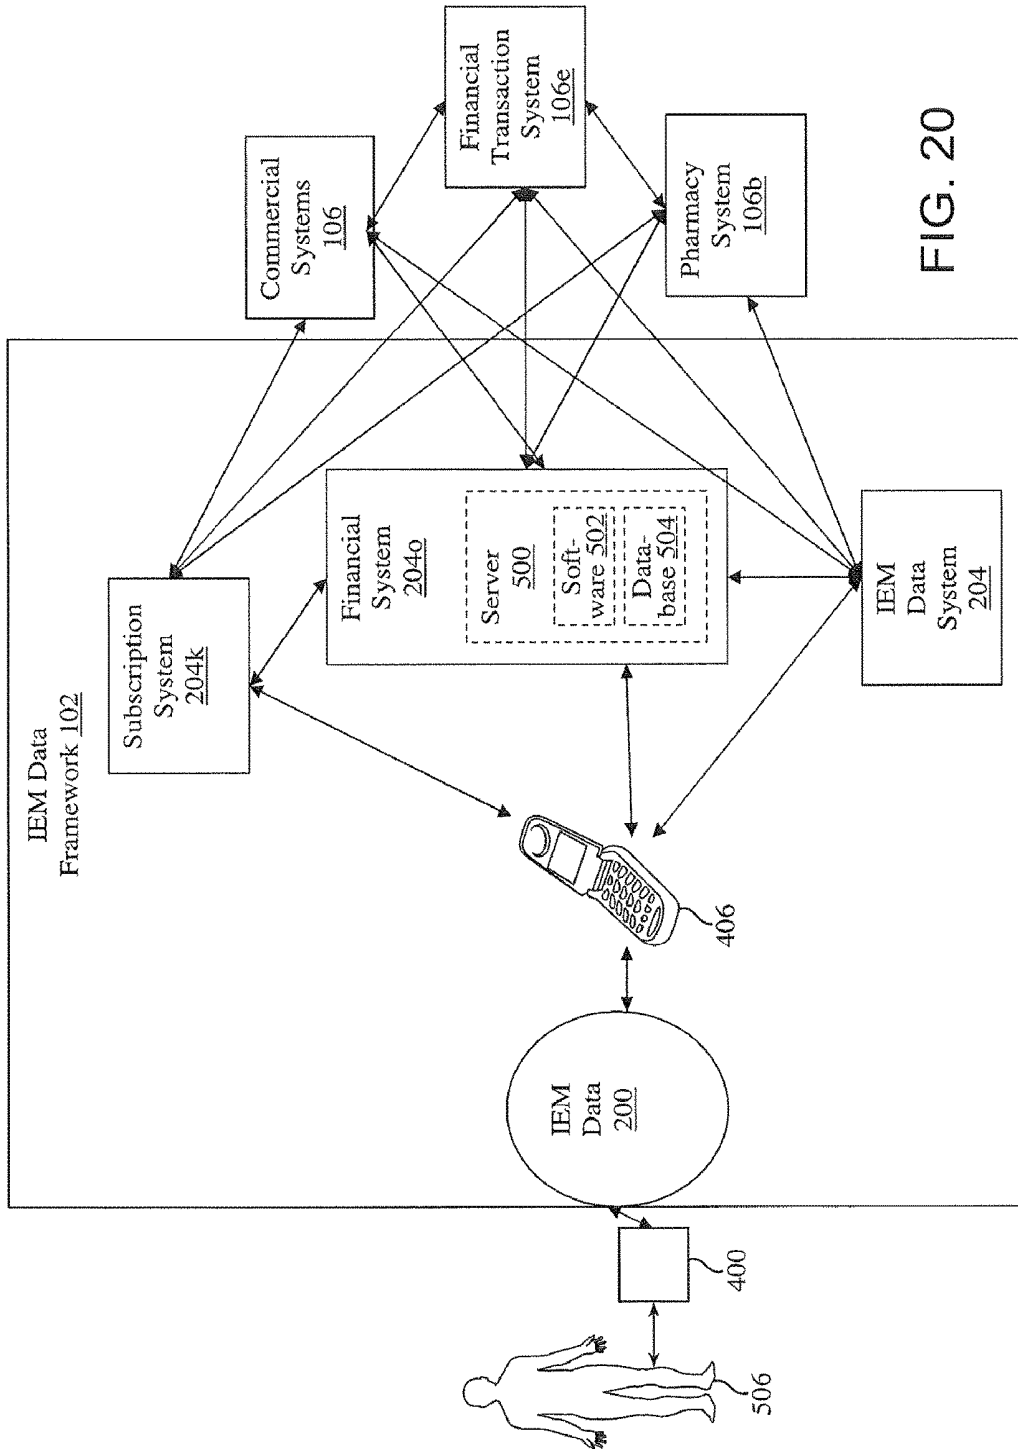 IEM Data
Framework 102
Subscription
System
204k
Commercial
Systems
106
Financial
Transaction
System
106e
Pharmacy
System
106b
Financial
System
204o
Server
500
Soft-
ware 502
Data-
base 504
IEM
Data
System
204
406
IEM
Data
200
400
506
FIG. 20